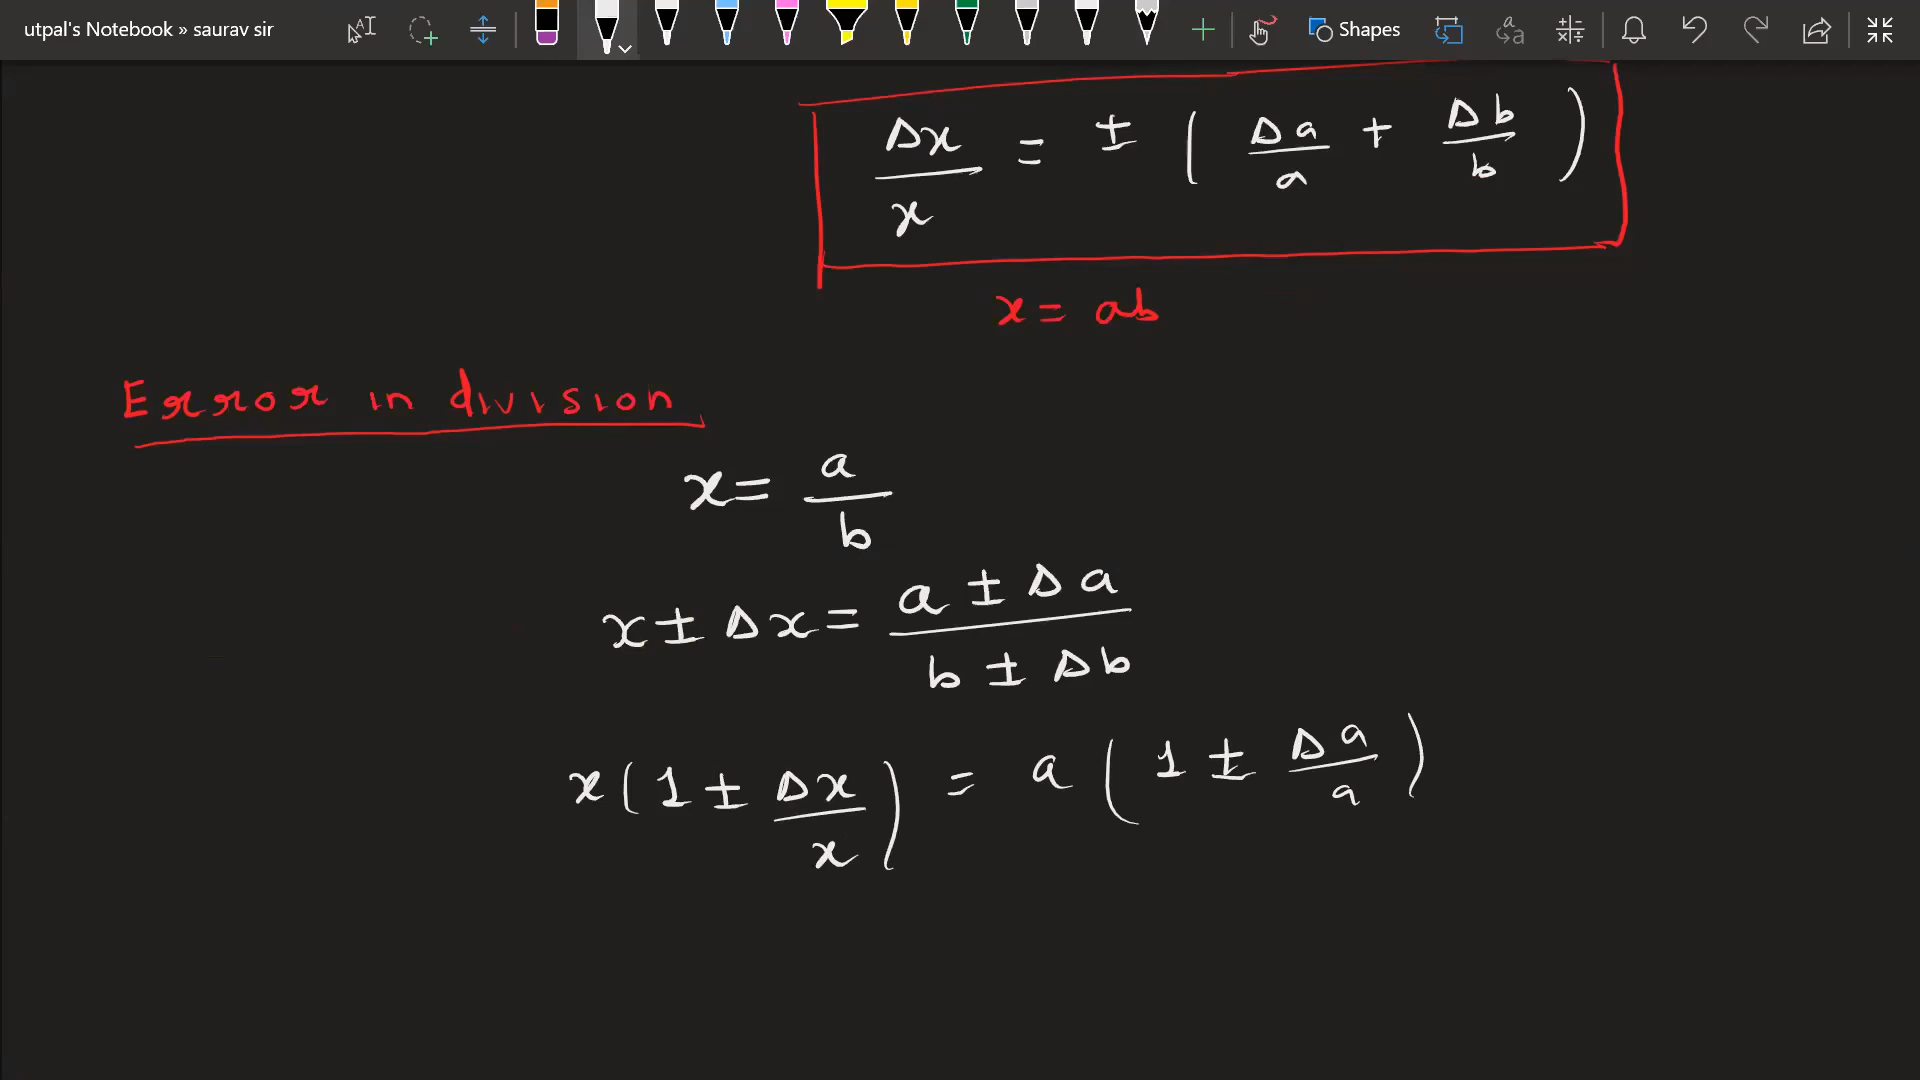 utpal's Notebook » saurav sir
Shapes
Δx/x = ± ( Δa/a + Δb/b )
x = ab
Error in division
x = a/b
x ± Δx = a ± Δa / b ± Δb
x ( 1 ± Δx/x ) = a ( 1 ± Δa/a )